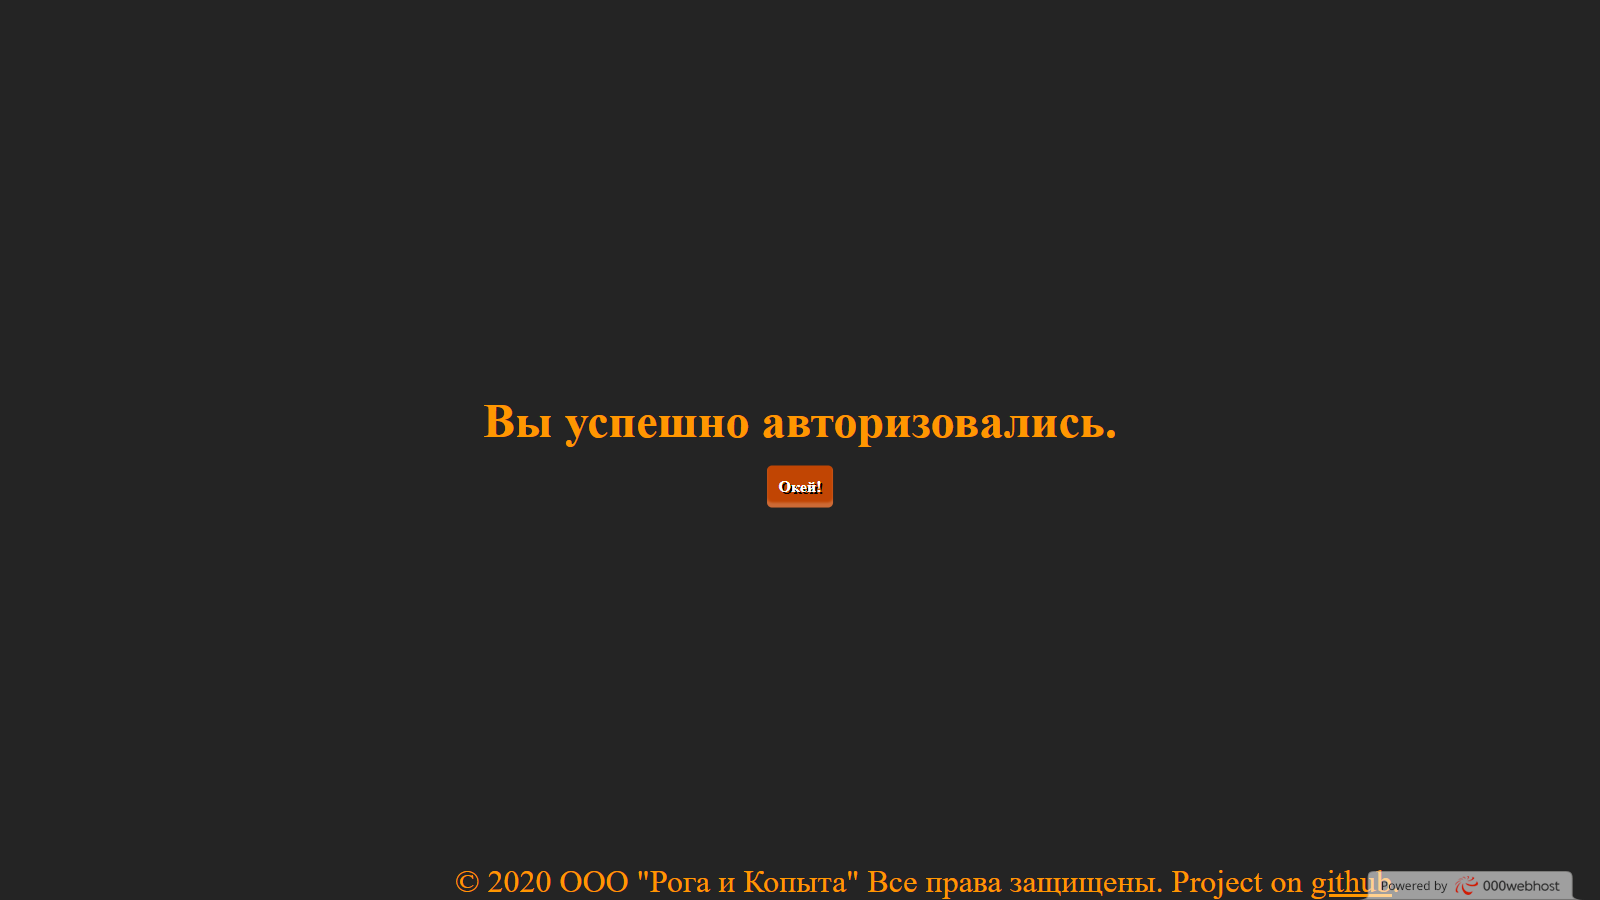 Вы успешно авторизовались.
Окей!
© 2020 ООО "Рога и Копыта" Все права защищены. Project on github
Powered by 000webhost